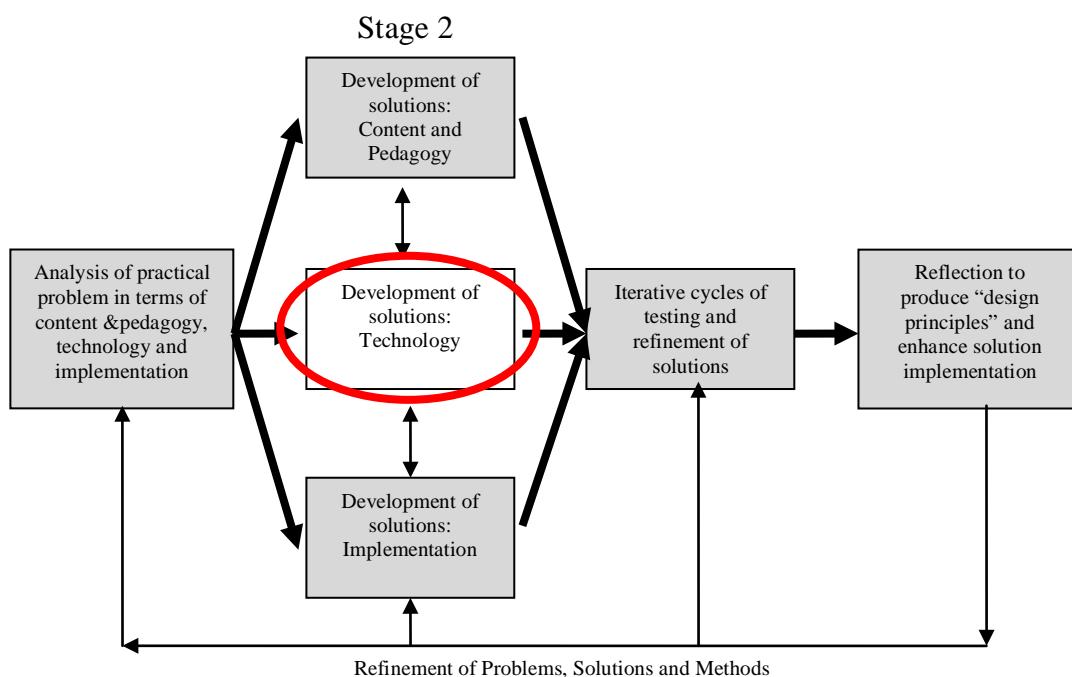 Stage 2
Development of
solutions:
Content and
Pedagogy
Analysis of practical
problem in terms of
content &pedagogy,
technology and
implementation
Development of
solutions:
Technology
Iterative cycles of
testing and
refinement of
solutions
Reflection to
produce “design
principles” and
enhance solution
implementation
Development of
solutions:
Implementation
Refinement of Problems, Solutions and Methods